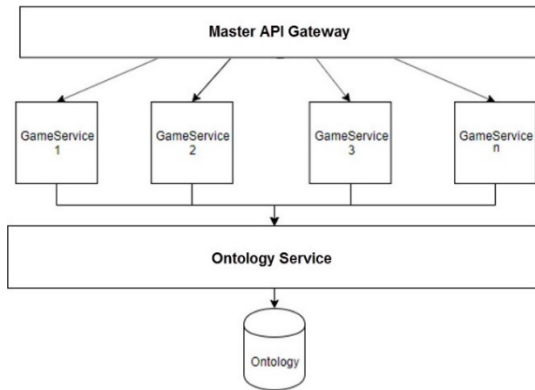 Master API Gateway
GameService
1
GameService
2
GameService
3
GameService
n
Ontology Service
Ontology